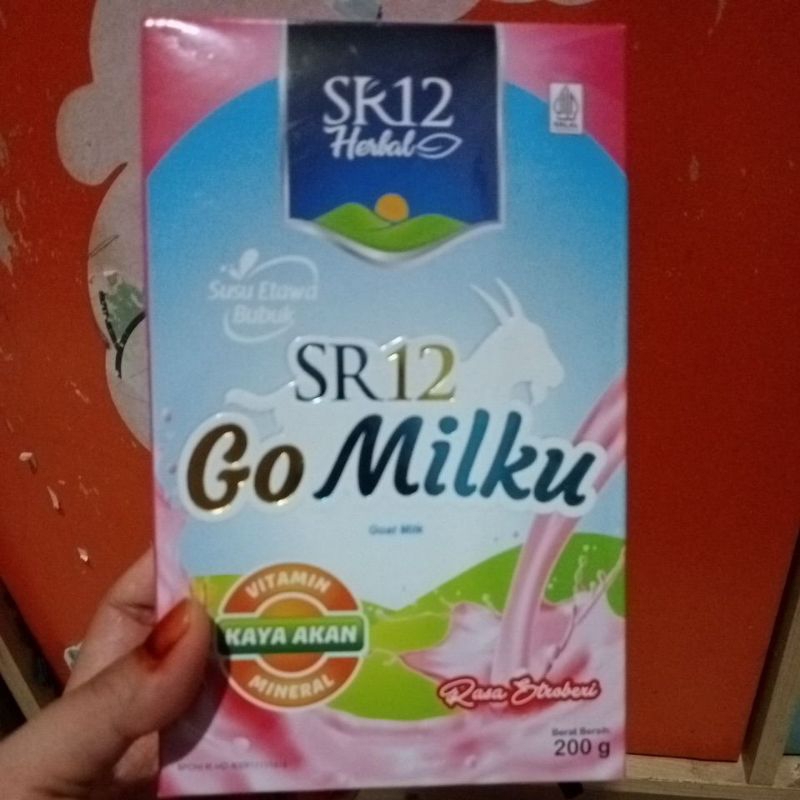 SR12
Herbal
HALAL
Susu Etawa
Bubuk
SR12
Go Milku
Goat Milk
VITAMIN
KAYA AKAN
MINERAL
Rasa Stroberi
Berat Bersih
200 g